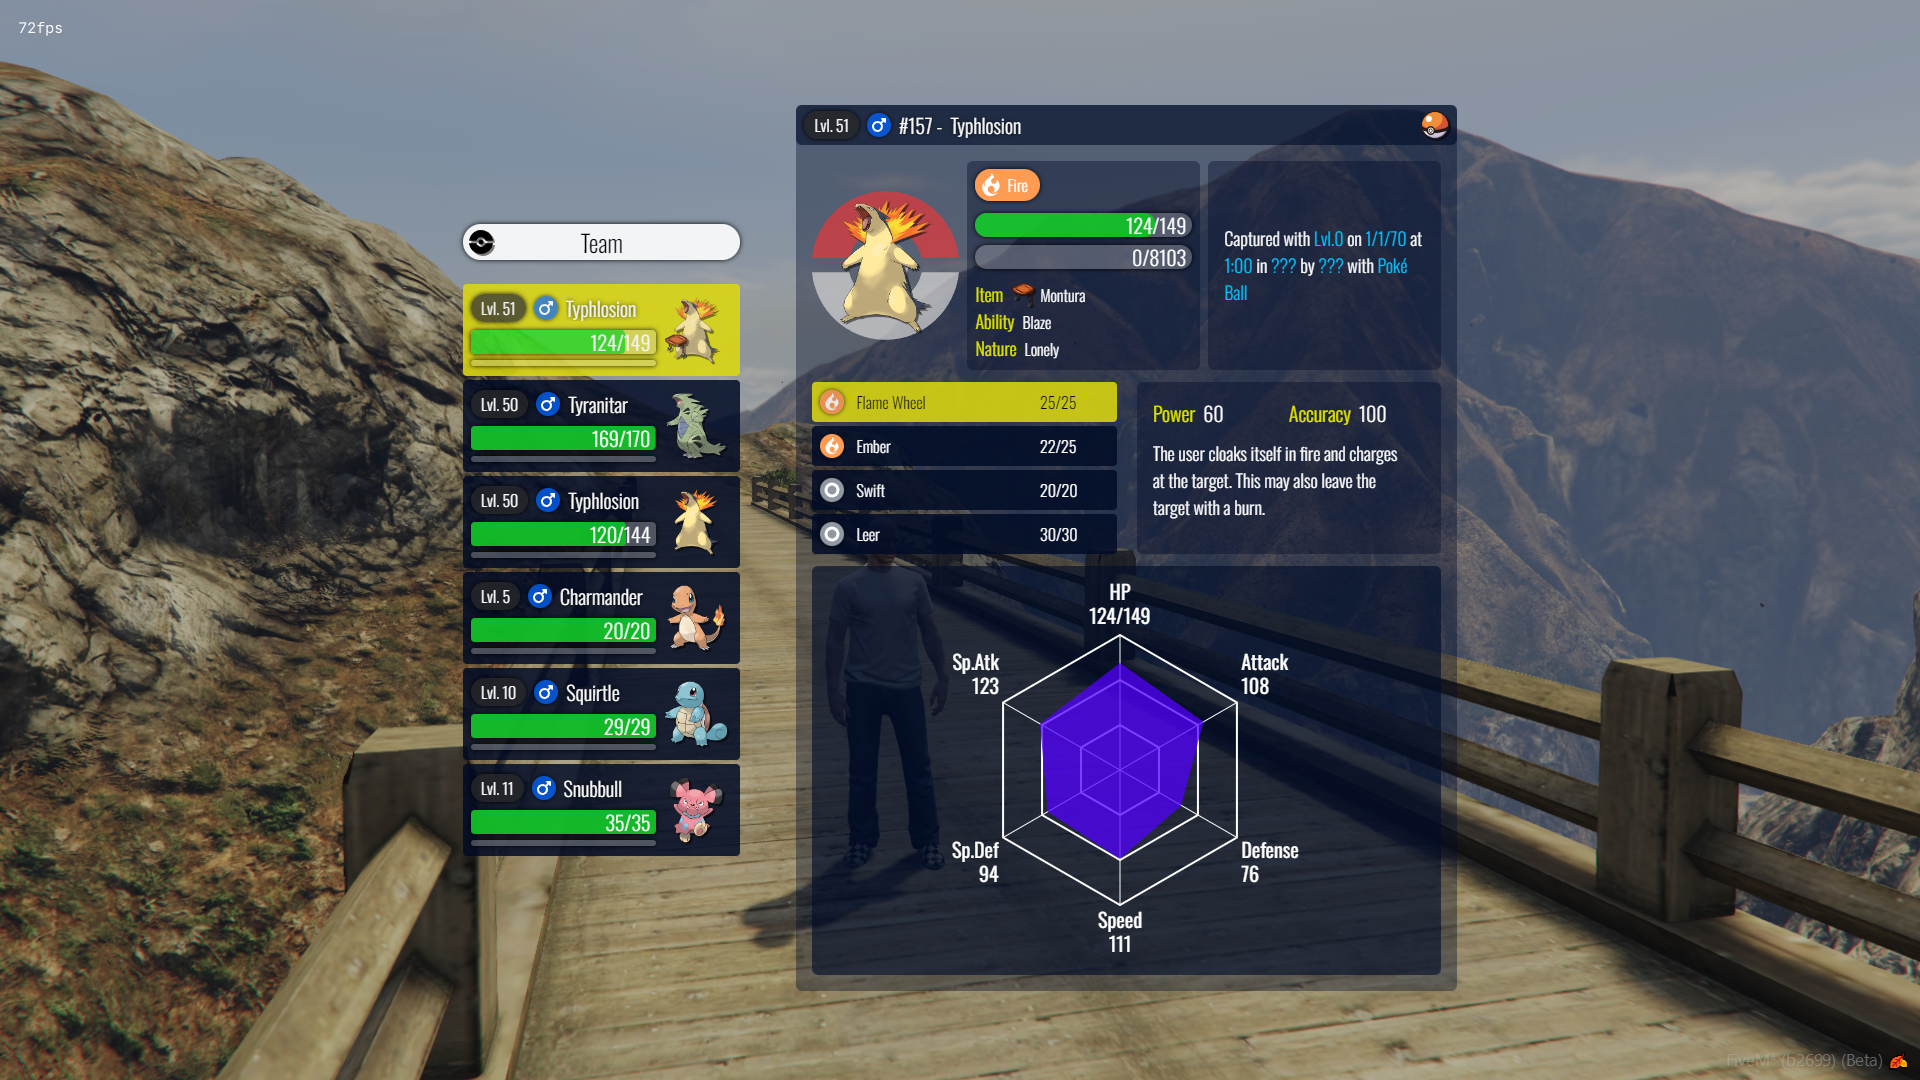 72fps
Team
Lvl. 51 Typhlosion
124/149
Lvl. 50 Tyranitar
169/170
Lvl. 50 Typhlosion
120/144
Lvl. 5 Charmander
20/20
Lvl. 10 Squirtle
29/29
Lvl. 11 Snubbull
35/35
Lvl. 51 #157 - Typhlosion
Fire
124/149
0/8103
Item Montura
Ability Blaze
Nature Lonely
Captured with Lvl.0 on 1/1/70 at
1:00 in ??? by ??? with Poké
Ball
Flame Wheel 25/25
Ember 22/25
Swift 20/20
Leer 30/30
Power 60 Accuracy 100
The user cloaks itself in fire and charges
at the target. This may also leave the
target with a burn.
HP
124/149
Sp.Atk
123
Attack
108
Sp.Def
94
Defense
76
Speed
111
FiveM (b2699) (Beta)